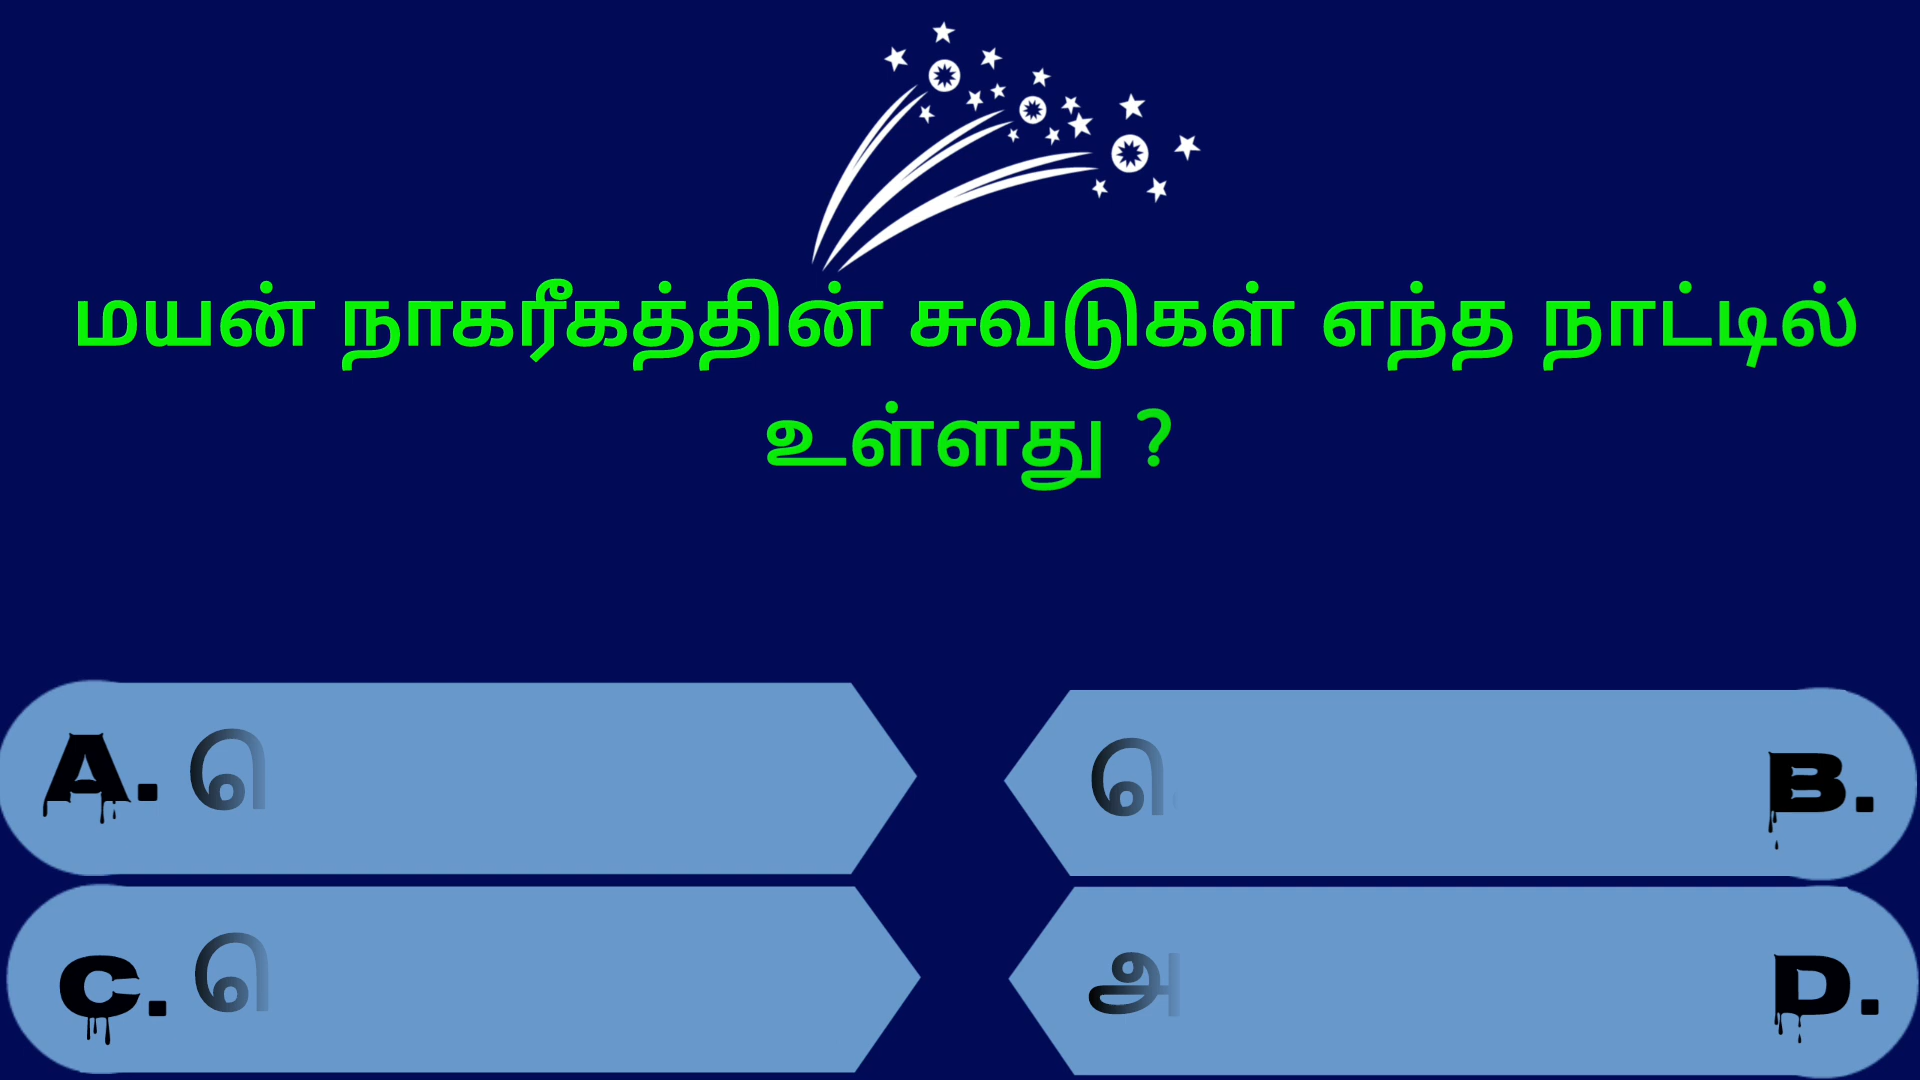 மயன் நாகரீகத்தின் சுவடுகள் எந்த நாட்டில்
உள்ளது ?
A.
B.
C.
D. அ